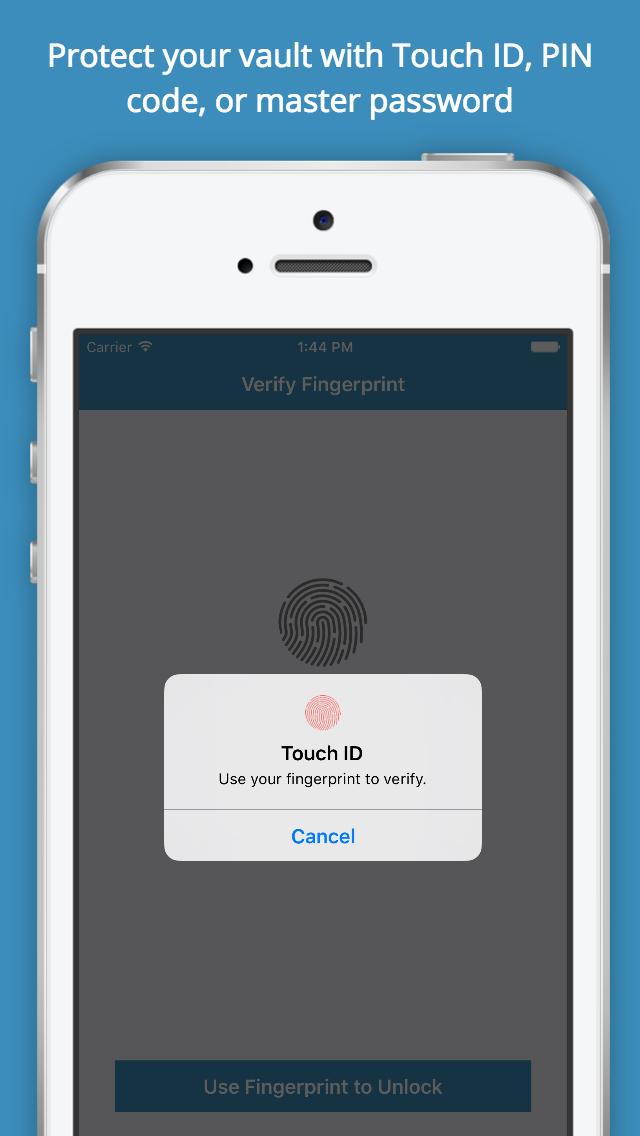 Protect your vault with Touch ID, PIN
code, or master password
Carrier 1:44 PM
Verify Fingerprint
Touch ID
Use your fingerprint to verify.
Cancel
Use Fingerprint to Unlock